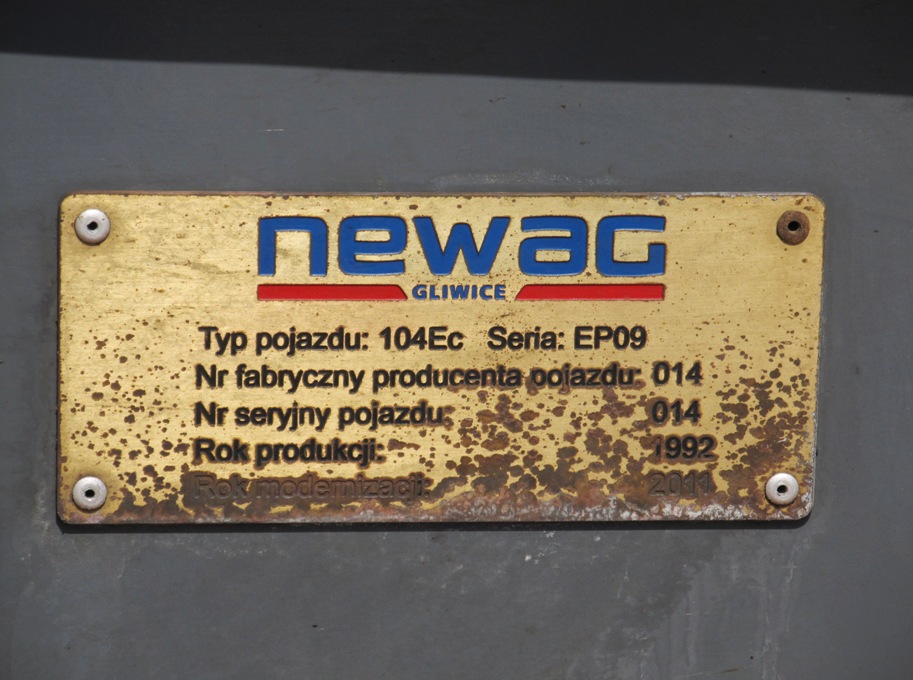 newag
GLIWICE
Typ pojazdu: 104Ec Seria: EP09
Nr fabryczny producenta pojazdu: 014
Nr seryjny pojazdu: 014
Rok produkcji: 1992
Rok modernizacji: 2011